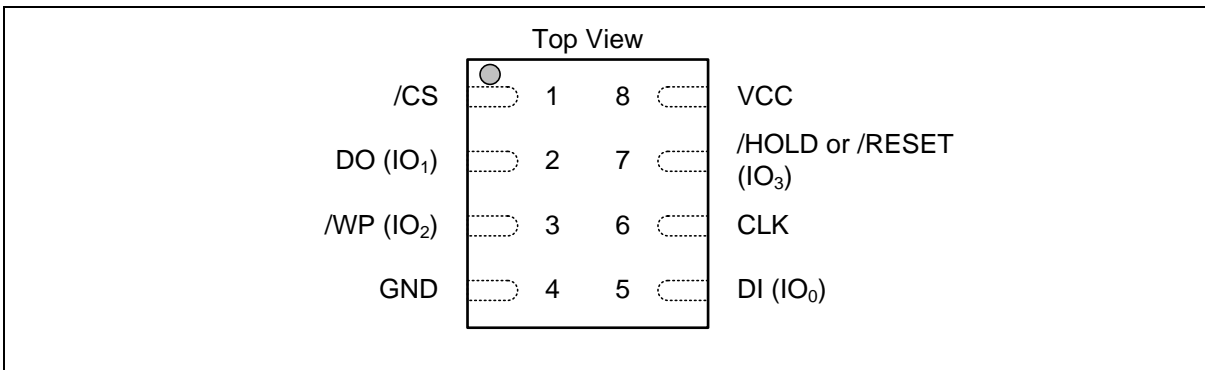 Top View
/CS 1 8 VCC
DO (IO₁) 2 7 /HOLD or /RESET
(IO₃)
/WP (IO₂) 3 6 CLK
GND 4 5 DI (IO₀)